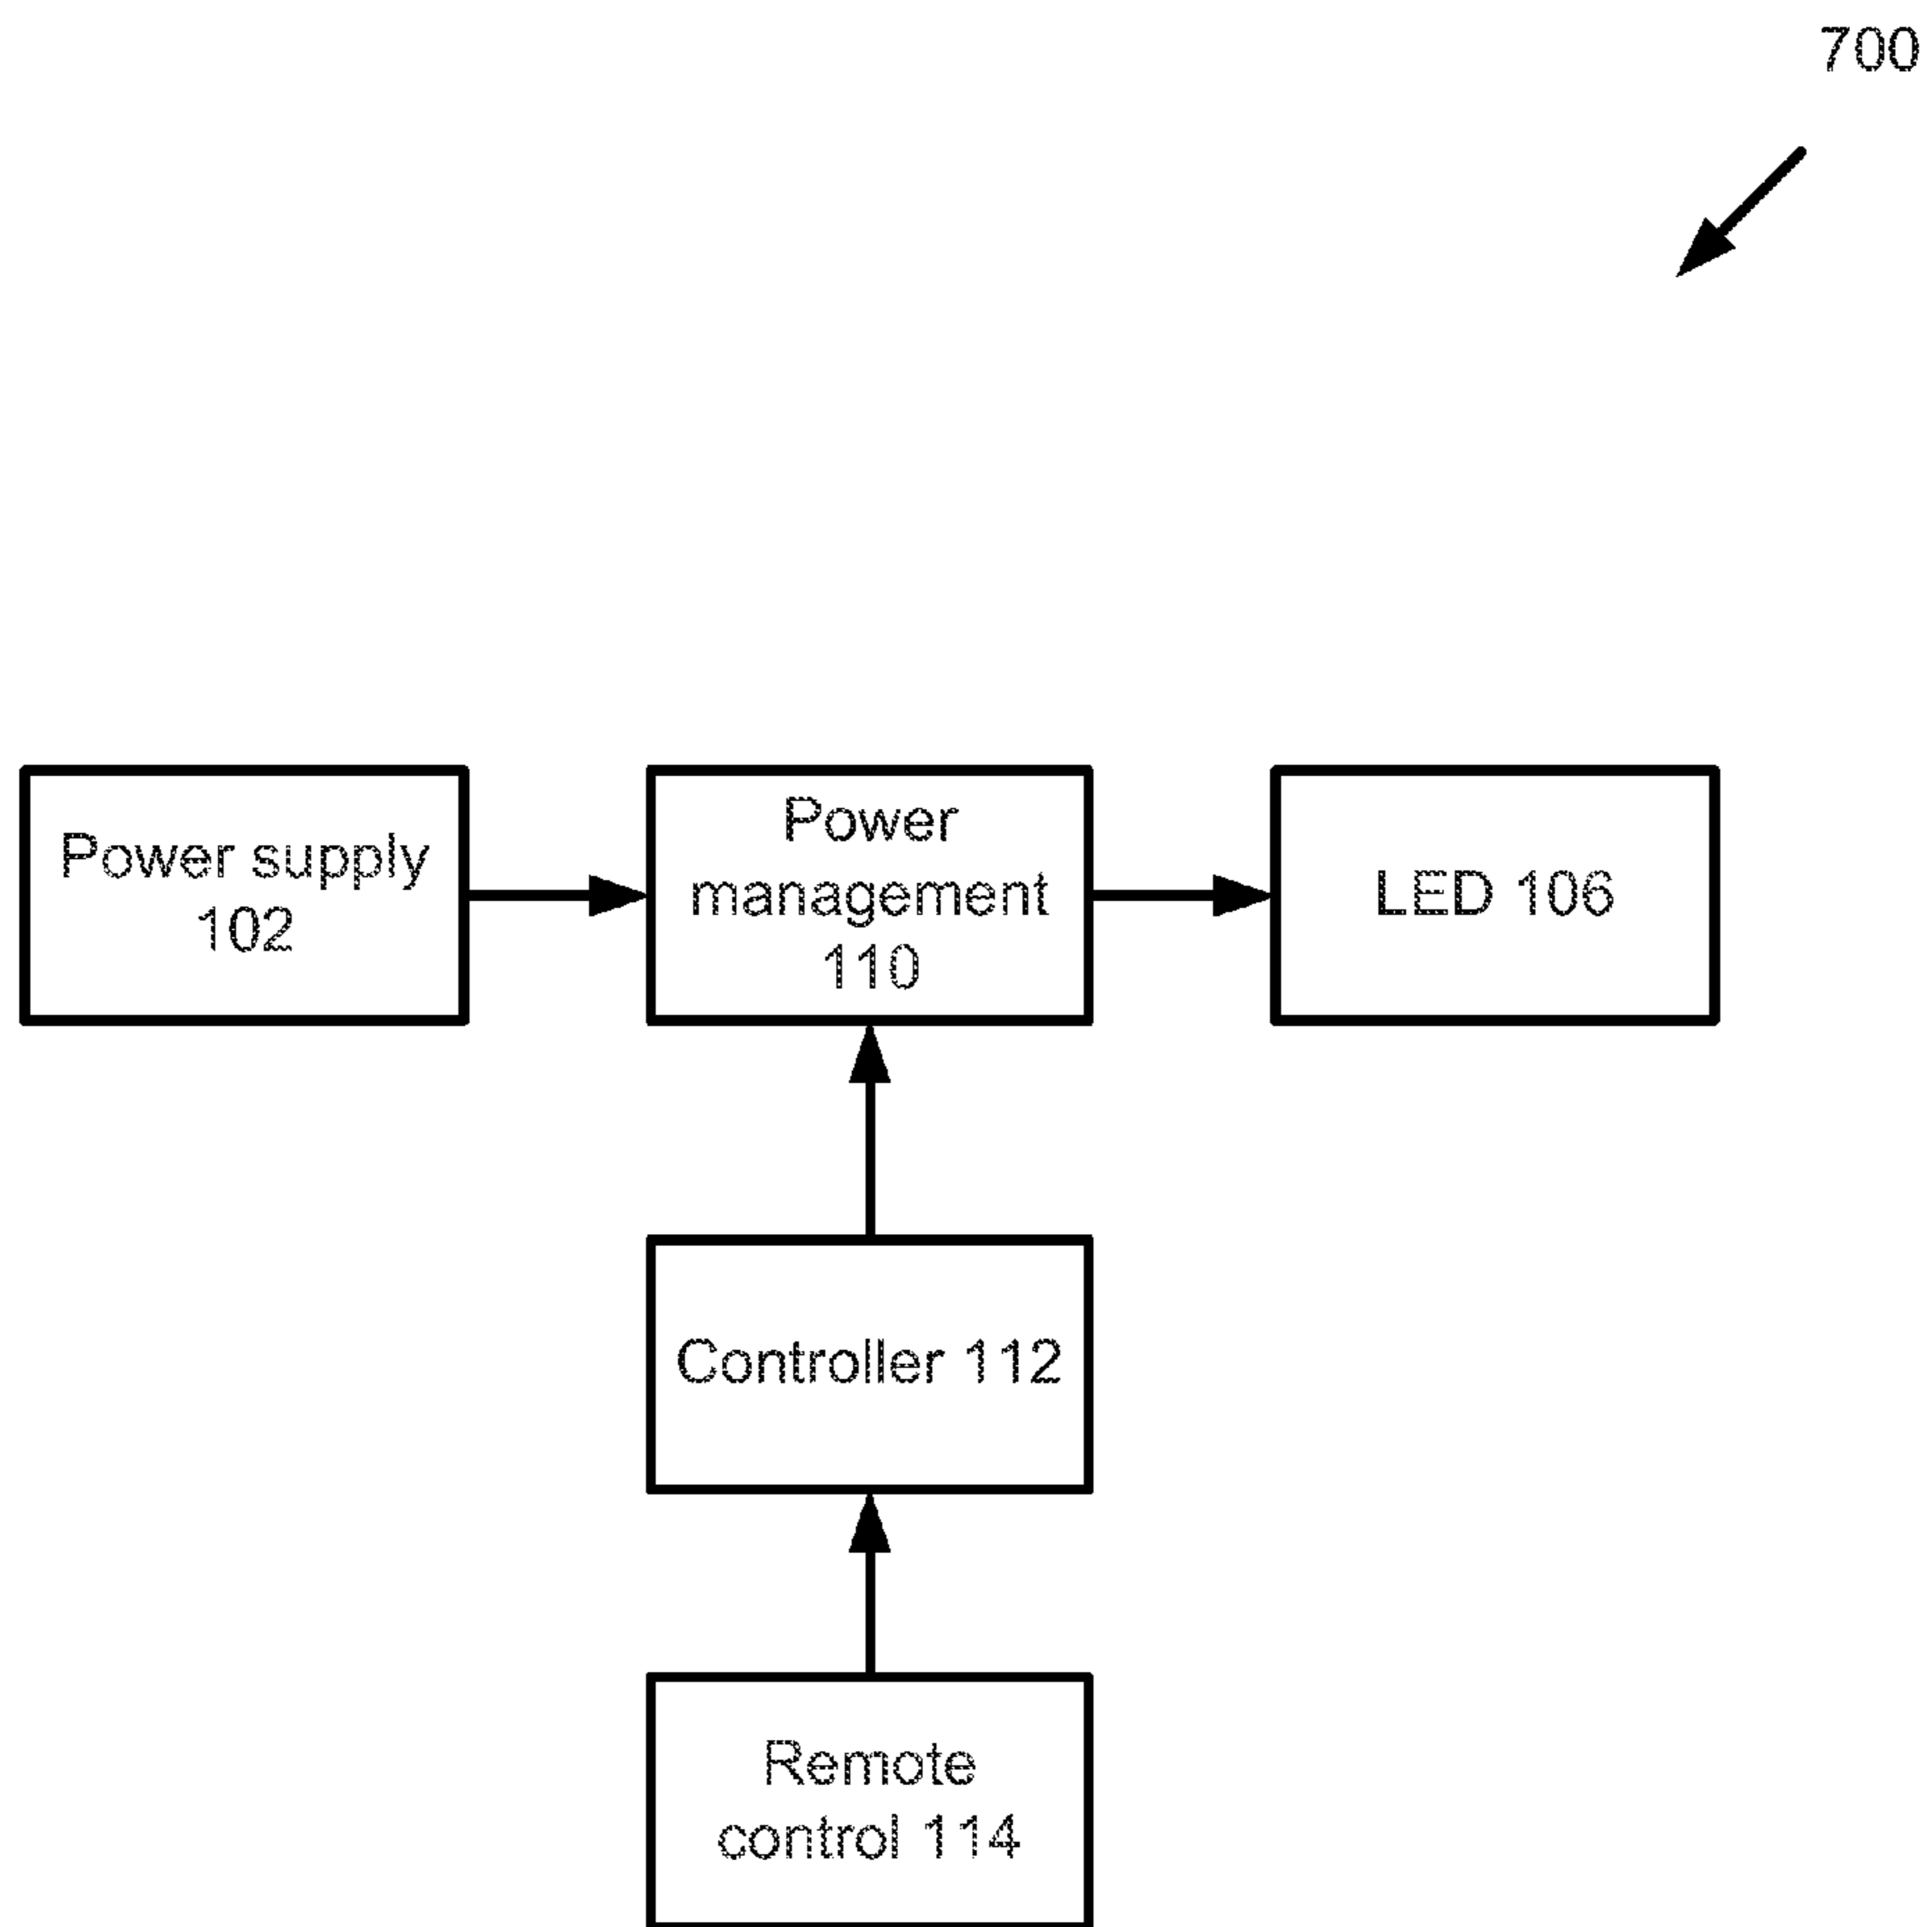 700
Power supply
102
Power
management
110
LED 106
Controller 112
Remote
control 114